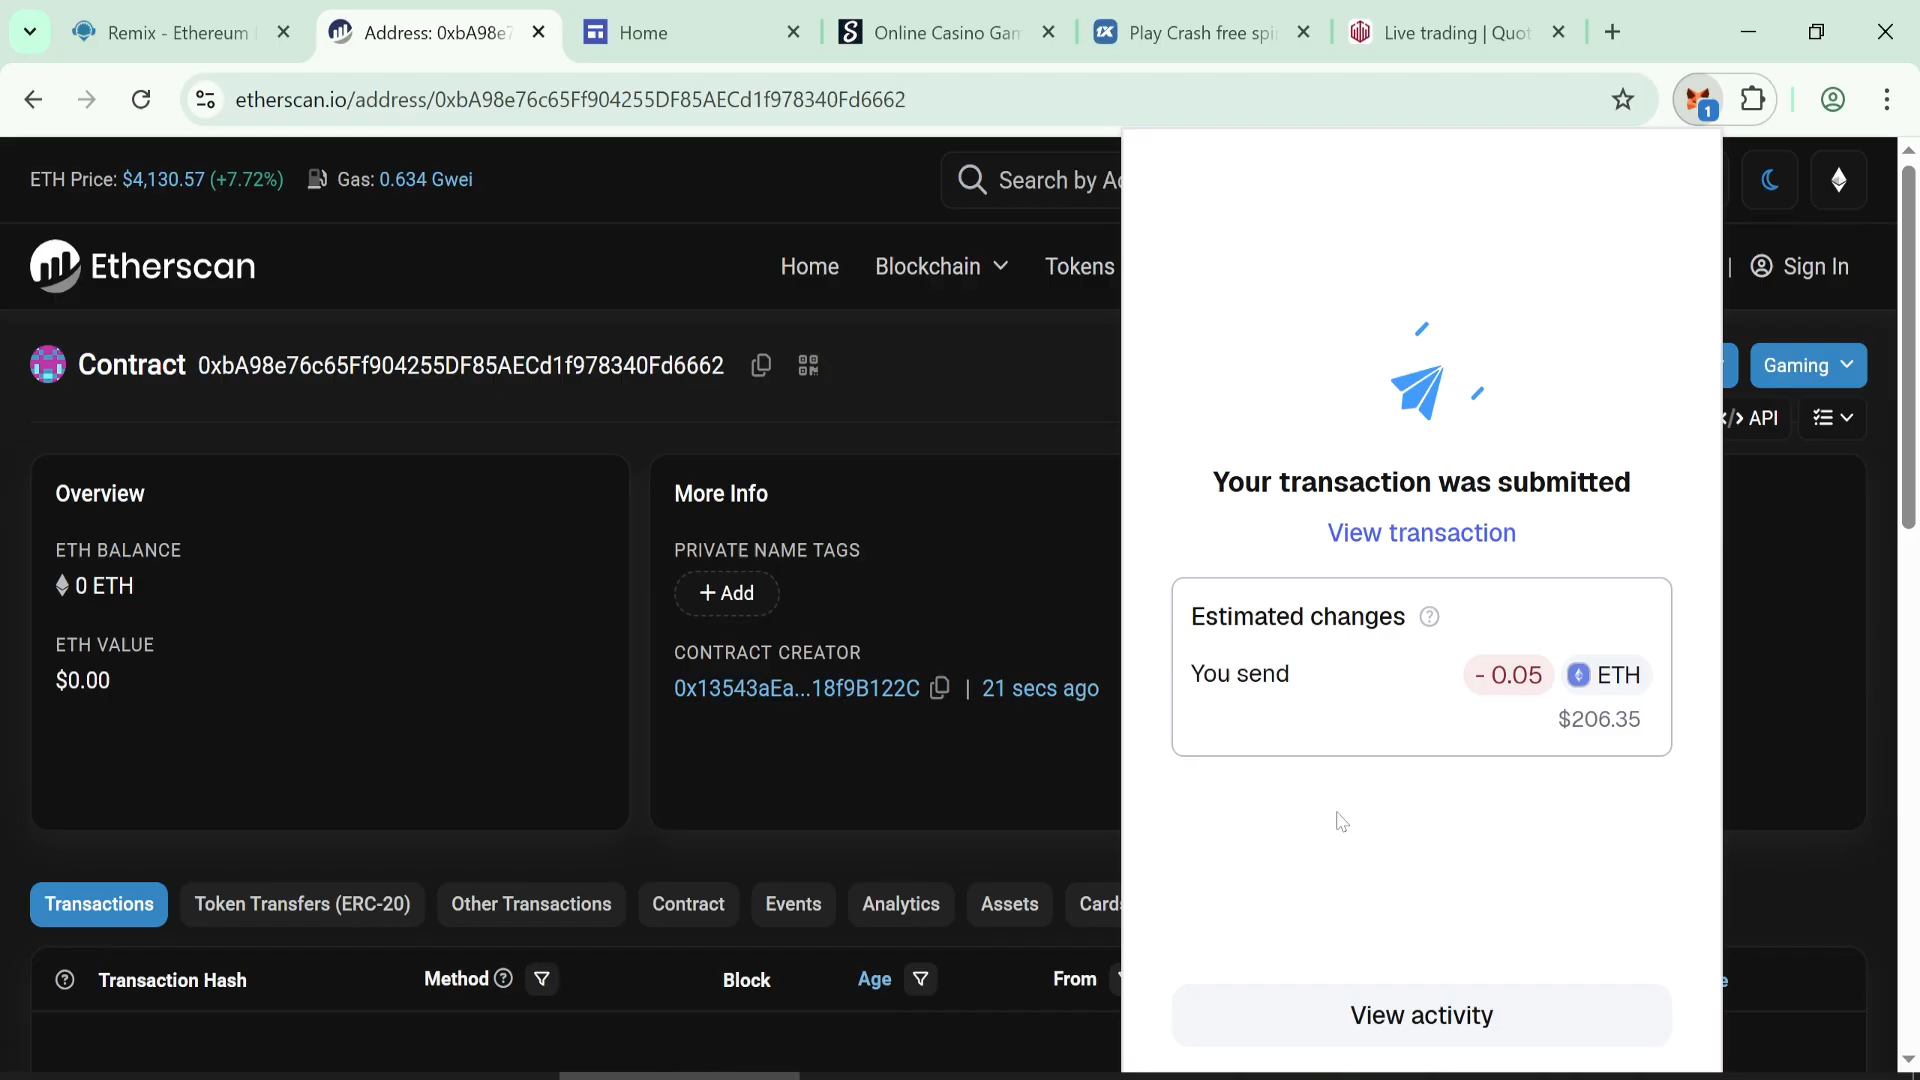 Remix - Ethereum
Address: 0xbA98e7
Home
Online Casino Gam
Play Crash free spi
Live trading | Quot
etherscan.io/address/0xbA98e76c65Ff904255DF85AECd1f978340Fd6662
1
ETH Price: $4,130.57 (+7.72%)
Gas: 0.634 Gwei
Search by Ad
Etherscan
Home
Blockchain
Tokens
| Sign In
Contract 0xbA98e76c65Ff904255DF85AECd1f978340Fd6662
Gaming
</> API
Overview
ETH BALANCE
0 ETH
ETH VALUE
$0.00
More Info
PRIVATE NAME TAGS
+ Add
CONTRACT CREATOR
0x13543aEa...18f9B122C | 21 secs ago
Your transaction was submitted
View transaction
Estimated changes
You send
- 0.05
ETH
$206.35
View activity
Transactions
Token Transfers (ERC-20)
Other Transactions
Contract
Events
Analytics
Assets
Cards
Transaction Hash
Method
Block
Age
From